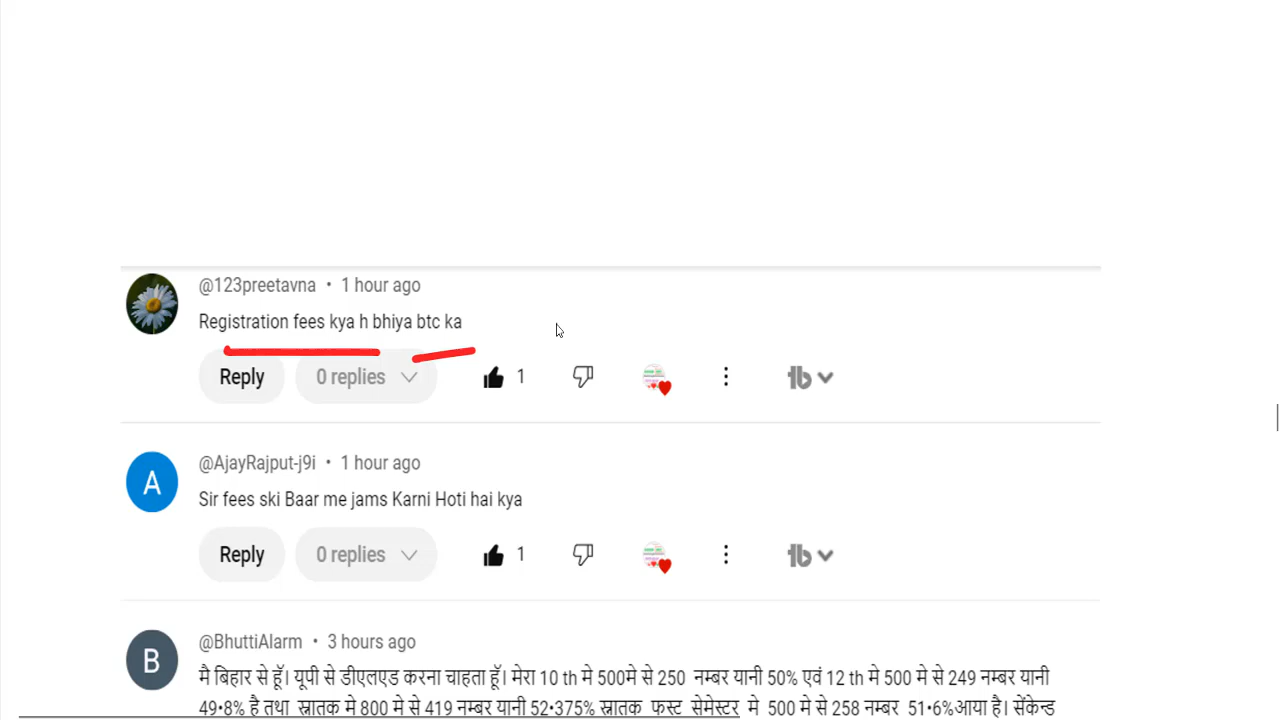 @123preetavna • 1 hour ago
Registration fees kya h bhiya btc ka
Reply 0 replies 1
@AjayRajput-j9i • 1 hour ago
Sir fees ski Baar me jams Karni Hoti hai kya
Reply 0 replies 1
@BhuttiAlarm • 3 hours ago
मै बिहार से हूँ। यूपी से डीएलएड करना चाहता हूँ। मेरा 10 th मे 500मे से 250 नम्बर यानी 50% एवं 12 th मे 500 मे से 249 नम्बर यानी
49•8% है तथा स्नातक मे 800 मे से 419 नम्बर यानी 52•375% स्नातक फस्ट सेमेस्टर मे 500 मे से 258 नम्बर 51•6%आया है। सेंकेन्ड